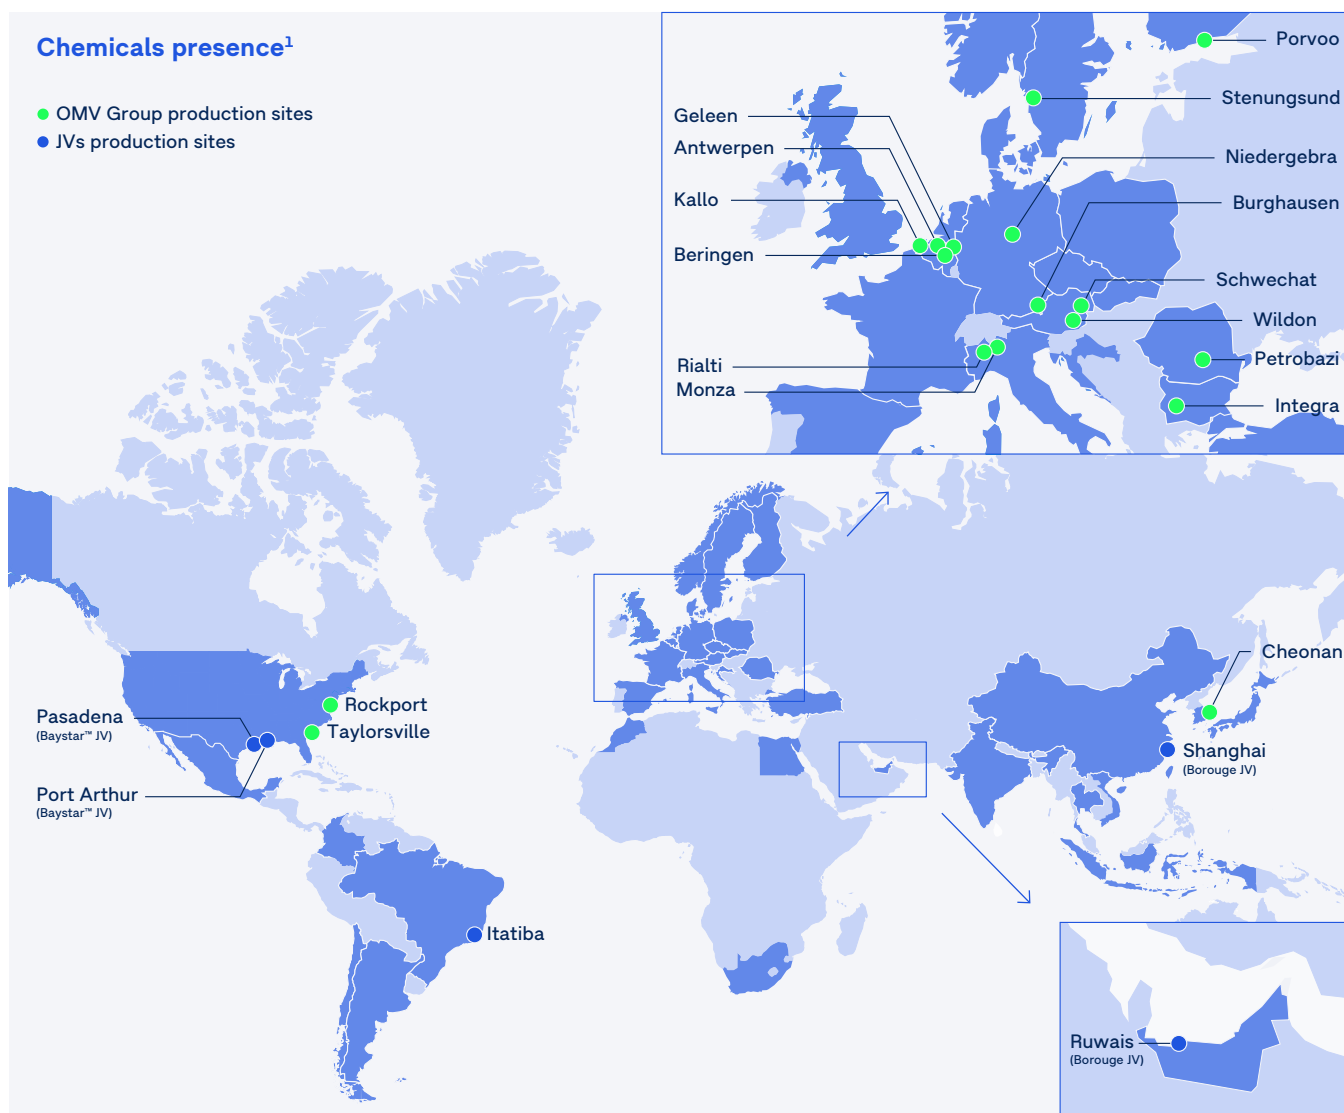 Chemicals presence¹
OMV Group production sites
JVs production sites
Porvoo
Stenungsund
Geleen
Antwerpen
Niedergebra
Kallo
Burghausen
Beringen
Schwechat
Wildon
Rialti
Petrobazi
Monza
Integra
Cheonan
Rockport
Pasadena
(Baystar™ JV)
Taylorsville
Shanghai
(Borouge JV)
Port Arthur
(Baystar™ JV)
Itatiba
Ruwais
(Borouge JV)